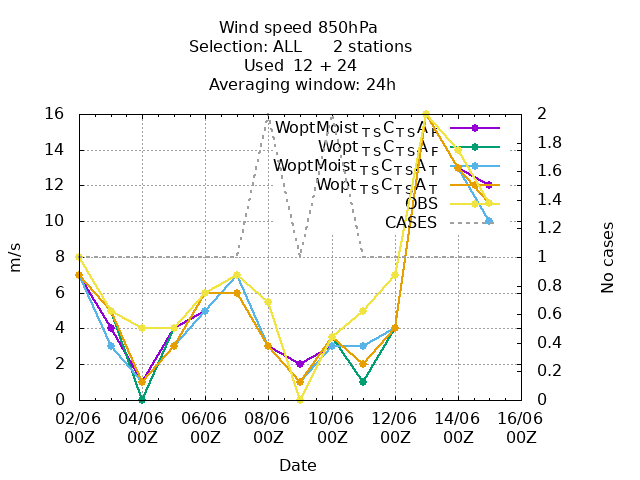 Wind speed 850hPa
Selection: ALL 2 stations
Used 12 + 24
Averaging window: 24h
16 14 12 10 8 6 4 2 0
m/s
2 1.8 1.6 1.4 1.2 1 0.8 0.6 0.4 0.2 0
No cases
WoptMoist TS C TS A F
Wopt TS C TS A F
WoptMoist TS C TS A T
Wopt TS C TS A T
OBS
CASES
02/06 04/06 06/06 08/06 10/06 12/06 14/06 16/06
00Z 00Z 00Z 00Z 00Z 00Z 00Z 00Z
Date